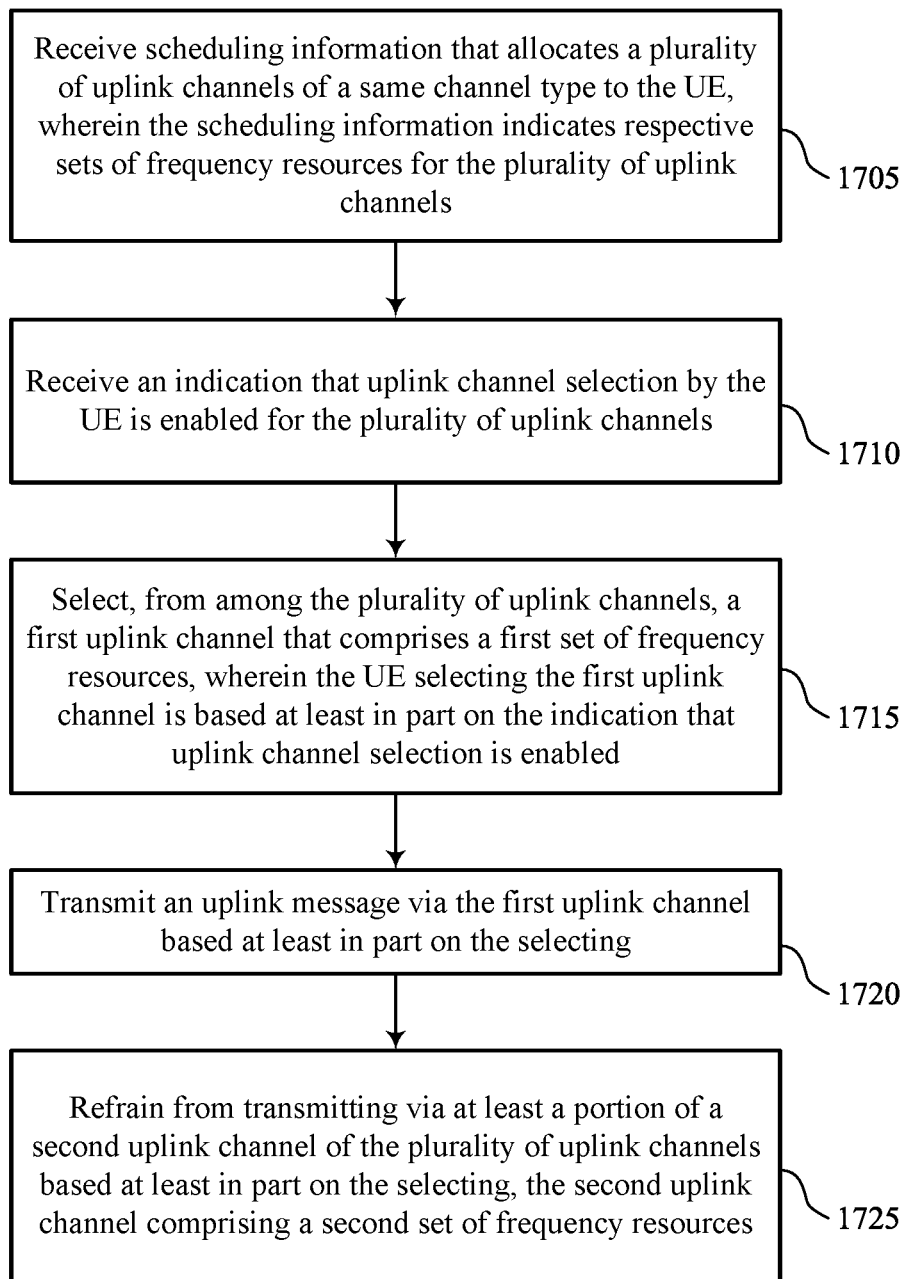 Receive scheduling information that allocates a plurality
of uplink channels of a same channel type to the UE,
wherein the scheduling information indicates respective
sets of frequency resources for the plurality of uplink
channels
1705
Receive an indication that uplink channel selection by the
UE is enabled for the plurality of uplink channels
1710
Select, from among the plurality of uplink channels, a
first uplink channel that comprises a first set of frequency
resources, wherein the UE selecting the first uplink
channel is based at least in part on the indication that
uplink channel selection is enabled
1715
Transmit an uplink message via the first uplink channel
based at least in part on the selecting
1720
Refrain from transmitting via at least a portion of a
second uplink channel of the plurality of uplink channels
based at least in part on the selecting, the second uplink
channel comprising a second set of frequency resources
1725